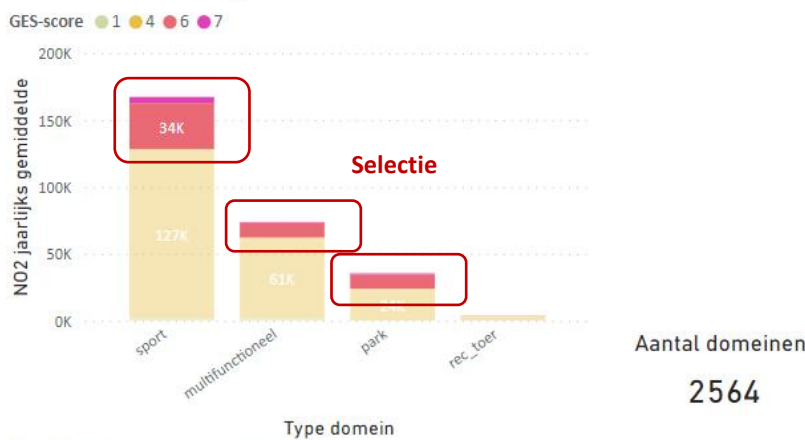 GES-score 1 4 6 7
NO2 jaarlijks gemiddelde
200K
150K
100K
50K
0K
34K
127K
61K
24K
Selectie
sport
multifunctioneel
park
rec_toer
Type domein
Aantal domeinen
2564